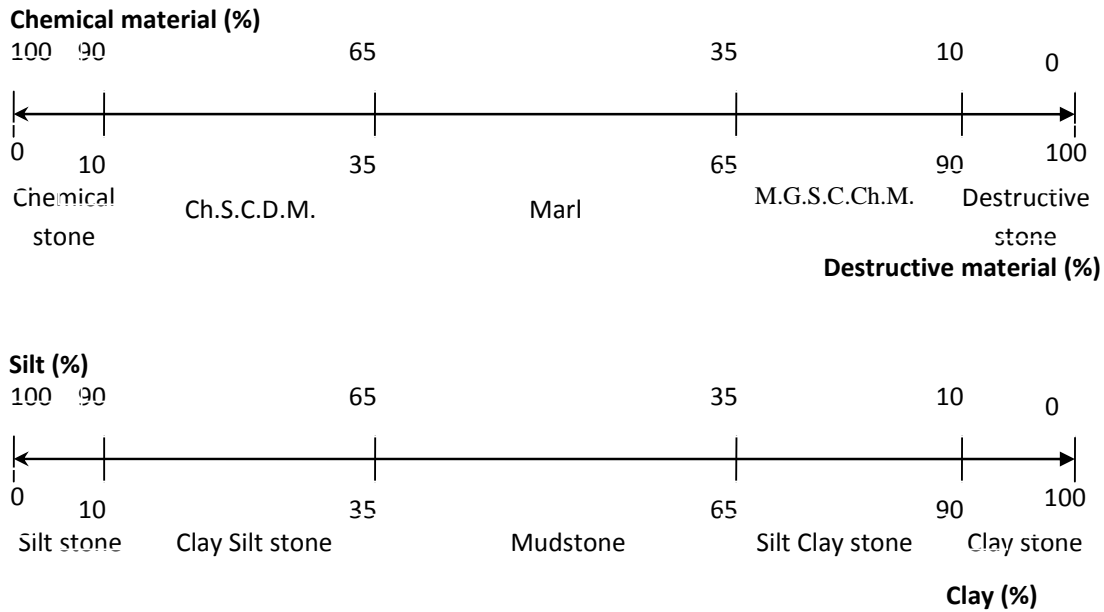 Chemical material (%)
100 90 65 35 10 0
0 10 35 65 90 100
Chemical stone Ch.S.C.D.M. Marl M.G.S.C.Ch.M. Destructive stone
Destructive material (%)
Silt (%)
100 90 65 35 10 0
0 10 35 65 90 100
Silt stone Clay Silt stone Mudstone Silt Clay stone Clay stone
Clay (%)